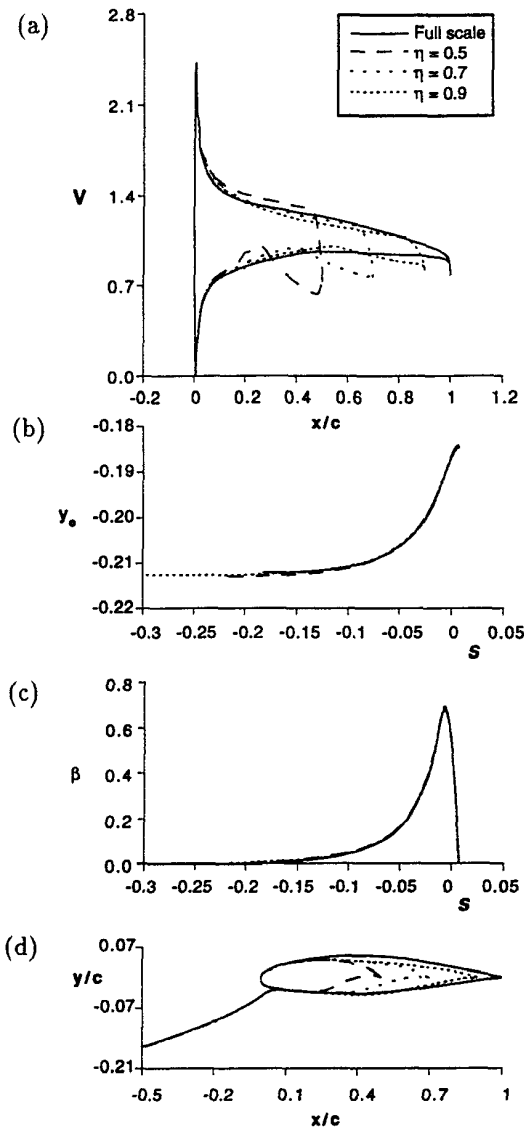 (a)
2.8
2.1
V 1.4
0.7
0.0
Full scale
η = 0.5
η = 0.7
η = 0.9
-0.2 0 0.2 0.4 0.6 0.8 1 1.2
x/c
(b)
-0.18
-0.19
yₒ -0.20
-0.21
-0.22
-0.3 -0.25 -0.2 -0.15 -0.1 -0.05 0 0.05
S
(c)
0.8
0.6
β 0.4
0.2
0.0
-0.3 -0.25 -0.2 -0.15 -0.1 -0.05 0 0.05
S
(d)
0.07
y/c
-0.07
-0.21
-0.5 -0.2 0.1 0.4 0.7 1
x/c